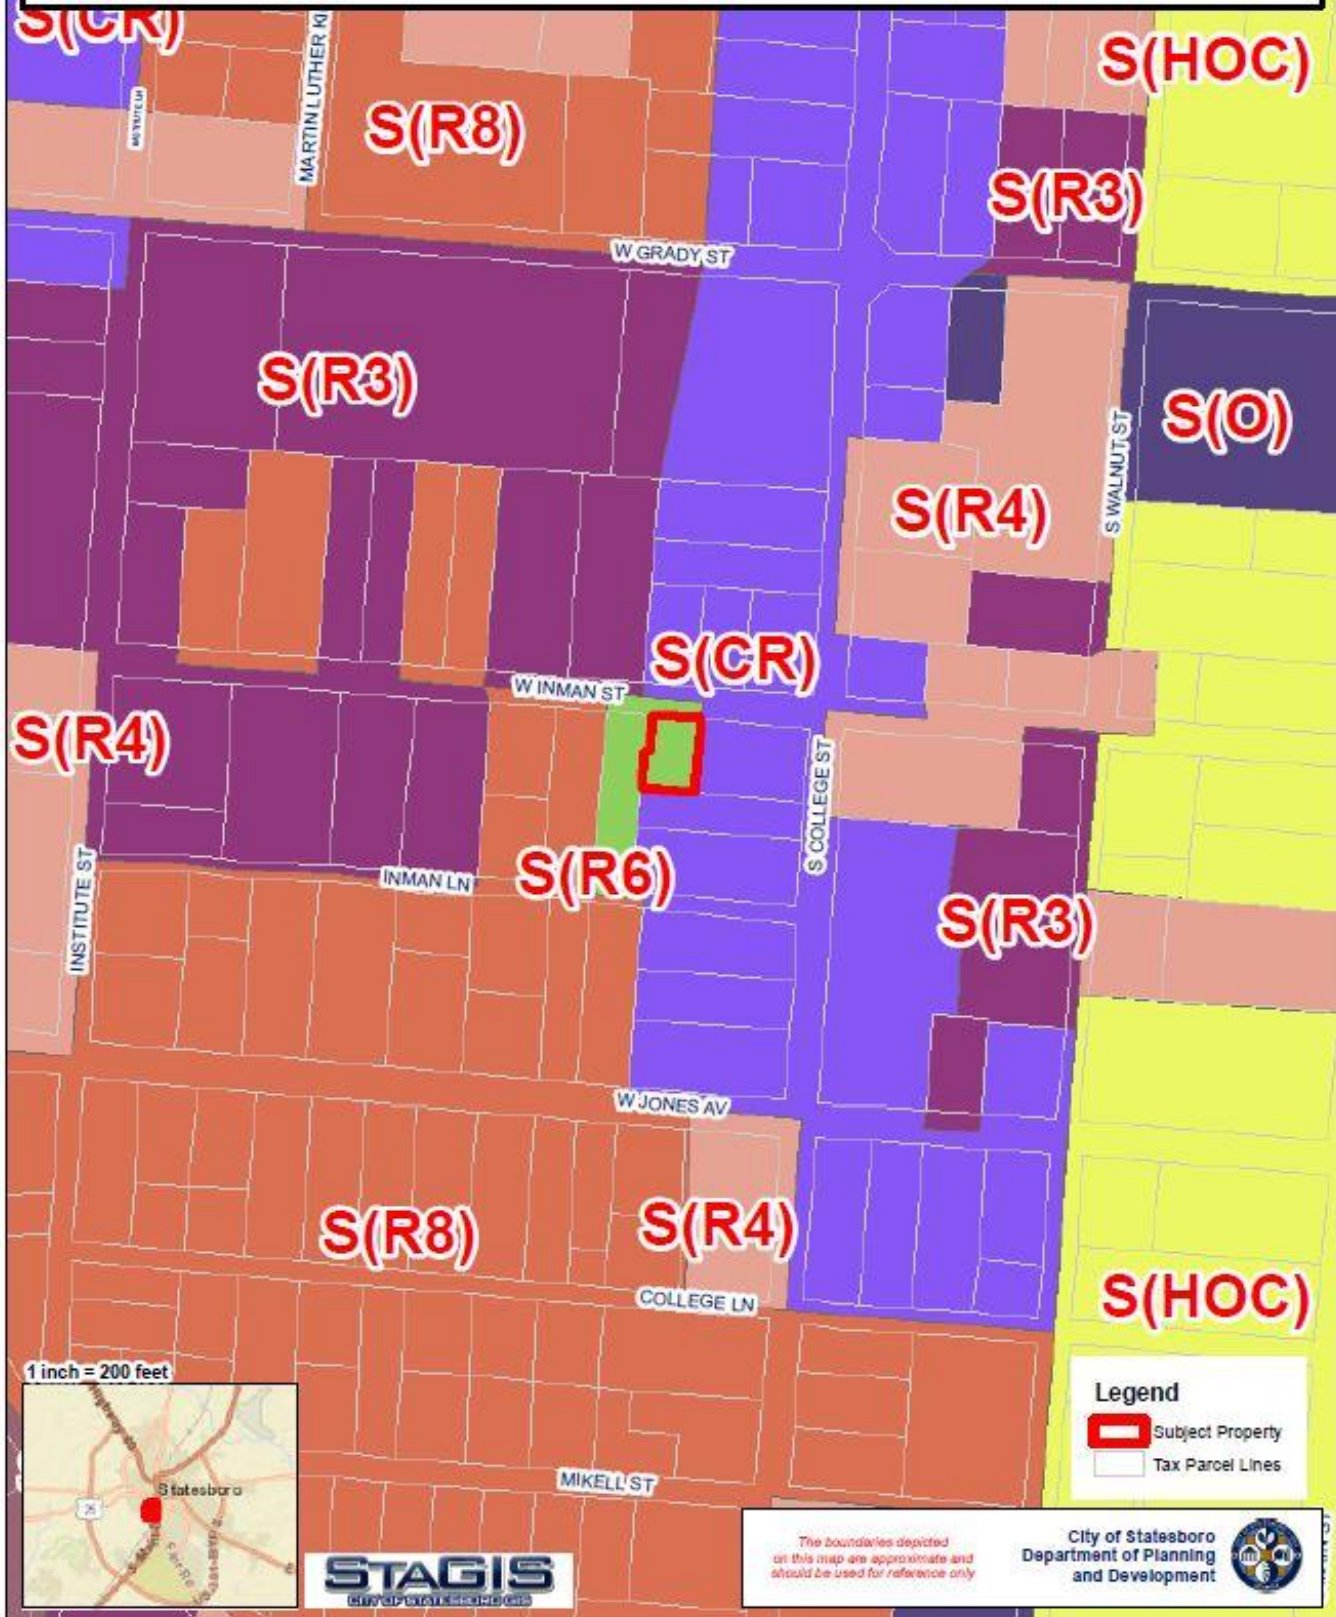 S(CR)
MARTIN LUTHER KI
S(R8)
S(HOC)
S(R3)
W GRADY ST
S(R3)
S(O)
S WALNUT ST
S(R4)
S(CR)
W INMAN ST
S(R4)
S COLLEGE ST
INSTITUTE ST
INMAN LN
S(R6)
S(R3)
W JONES AV
S(R8)
S(R4)
COLLEGE LN
S(HOC)
MIKELL ST
1 inch = 200 feet
Statesboro
25
Legend
Subject Property
Tax Parcel Lines
STAGIS
CITY OF STATESBORO GIS
The boundaries depicted
on this map are approximate and
should be used for reference only
City of Statesboro
Department of Planning
and Development